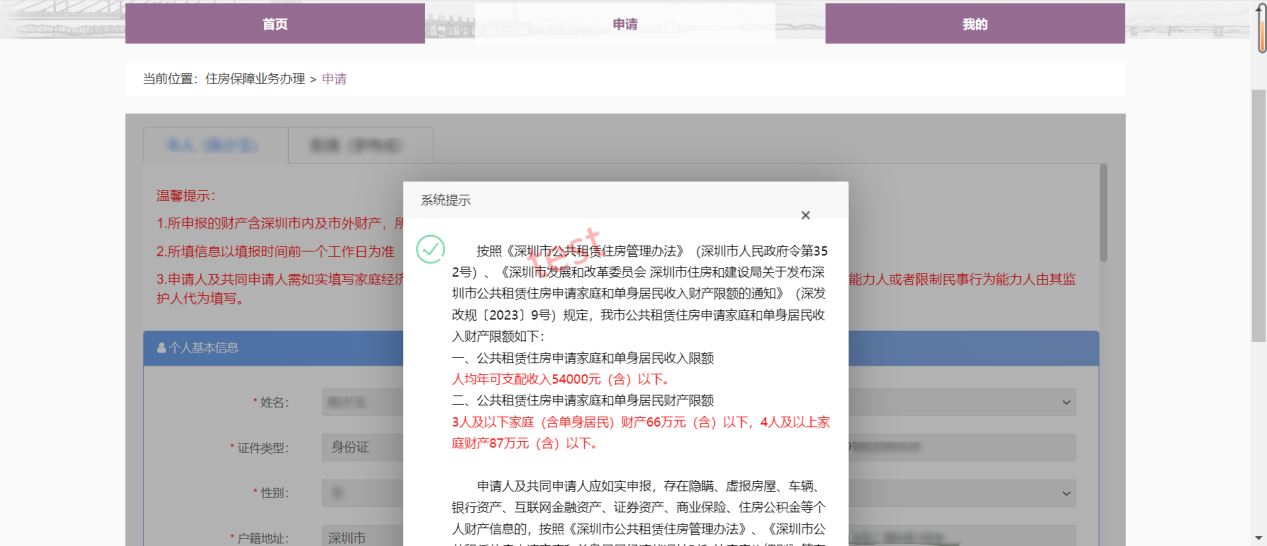 首页
申请
我的
当前位置：住房保障业务办理 > 申请
温馨提示：
1.所申报的财产含深圳市内及市外财产，
2.所填信息以填报时间前一个工作日为准
3.申请人及共同申请人需如实填写家庭经济
能力人或者限制民事行为能力人由其监
护人代为填写。
个人基本信息
* 姓名：
* 证件类型：
身份证
* 性别：
* 户籍地址：
深圳市
系统提示
×
test
按照《深圳市公共租赁住房管理办法》（深圳市人民政府令第35
2号）、《深圳市发展和改革委员会 深圳市住房和建设局关于发布深
圳市公共租赁住房申请家庭和单身居民收入财产限额的通知》（深发
改规〔2023〕9号）规定，我市公共租赁住房申请家庭和单身居民收
入财产限额如下：
一、公共租赁住房申请家庭和单身居民收入限额
人均年可支配收入54000元（含）以下。
二、公共租赁住房申请家庭和单身居民财产限额
3人及以下家庭（含单身居民）财产66万元（含）以下，4人及以上家
庭财产87万元（含）以下。
申请人及共同申请人应如实申报，存在隐瞒、虚报房屋、车辆、
银行资产、互联网金融资产、证券资产、商业保险、住房公积金等个
人财产信息的，按照《深圳市公共租赁住房管理办法》、《深圳市公